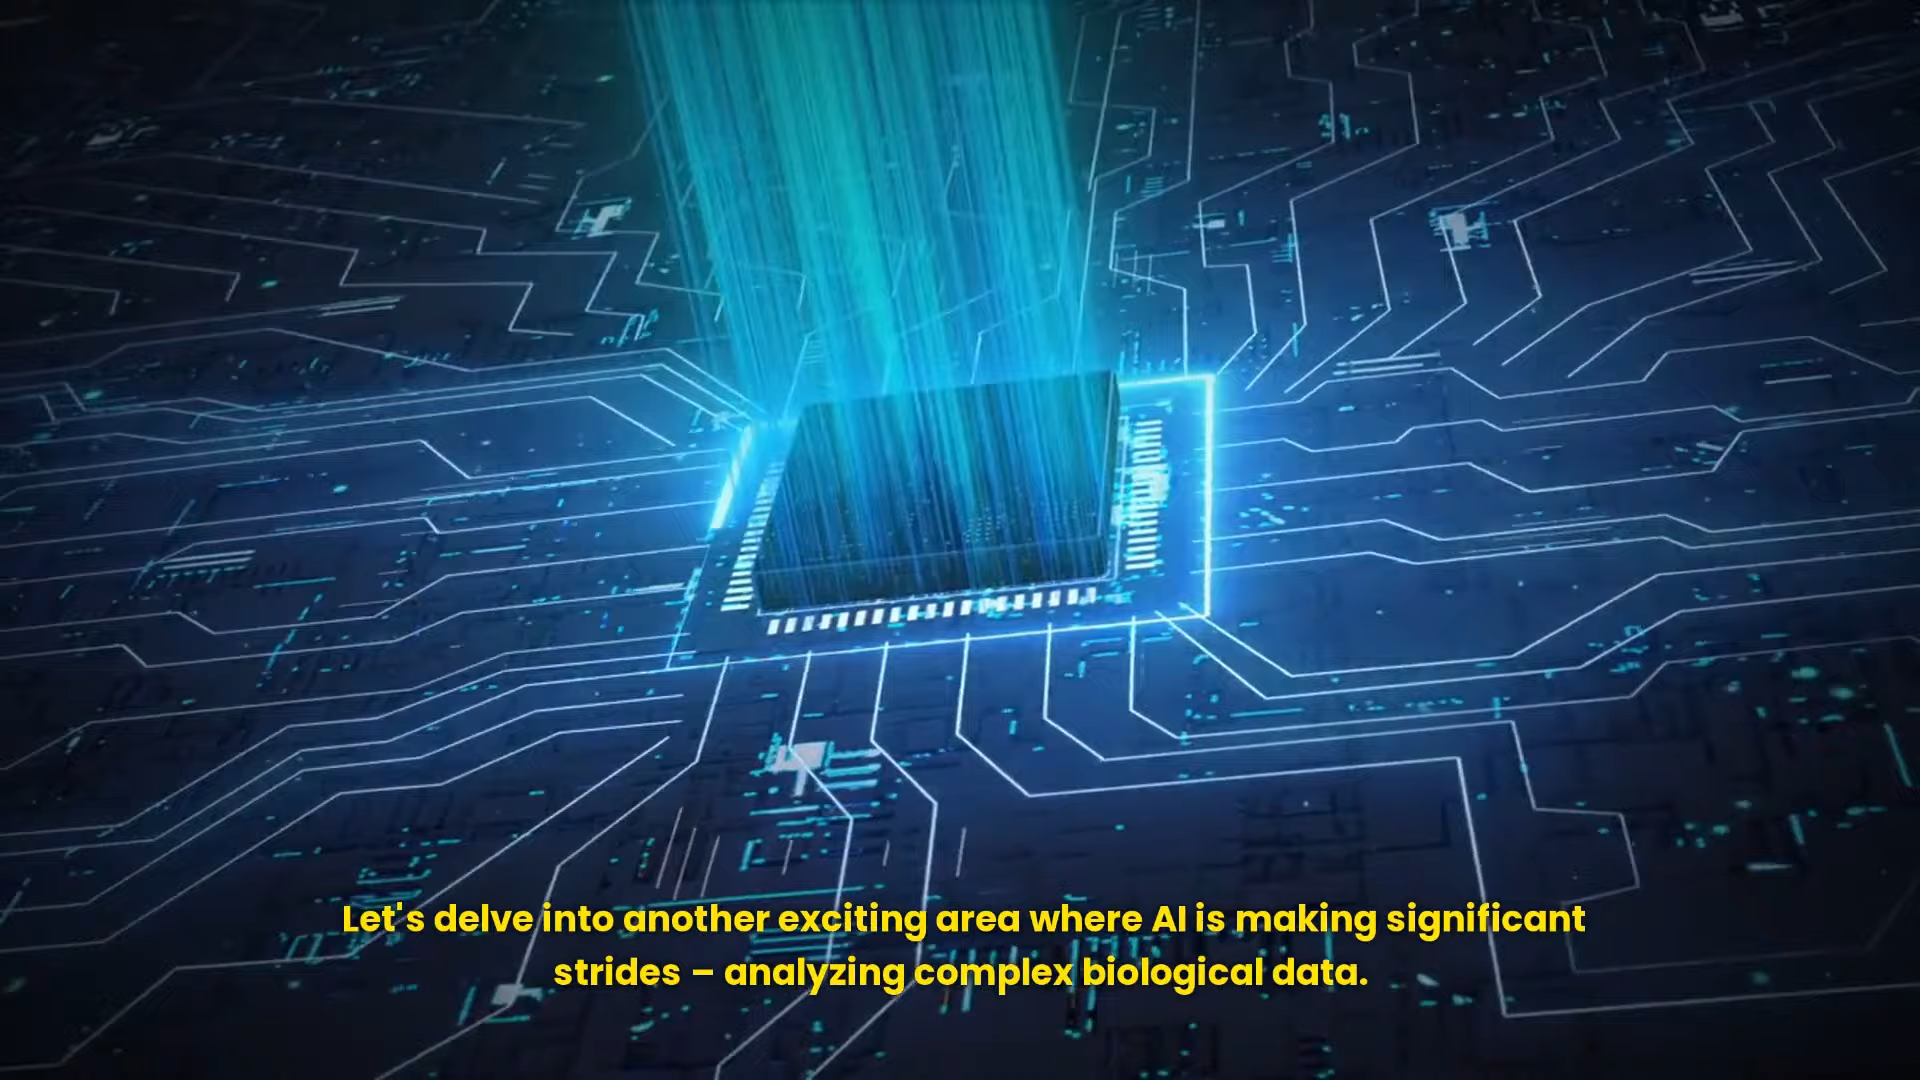 Let's delve into another exciting area where AI is making significant
strides – analyzing complex biological data.